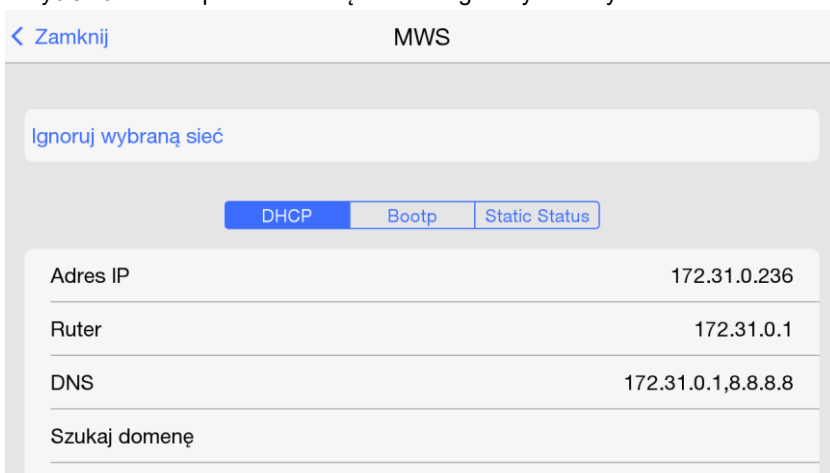 Zamknij MWS
Ignoruj wybraną sieć
DHCP Bootp Static Status
Adres IP 172.31.0.236
Ruter 172.31.0.1
DNS 172.31.0.1,8.8.8.8
Szukaj domenę